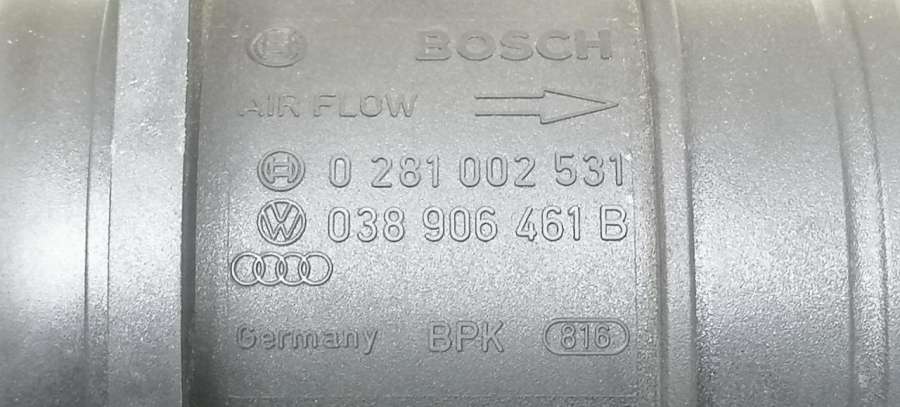 BOSCH
AIR FLOW
0 281 002 531
038 906 461 B
Germany BPK 816